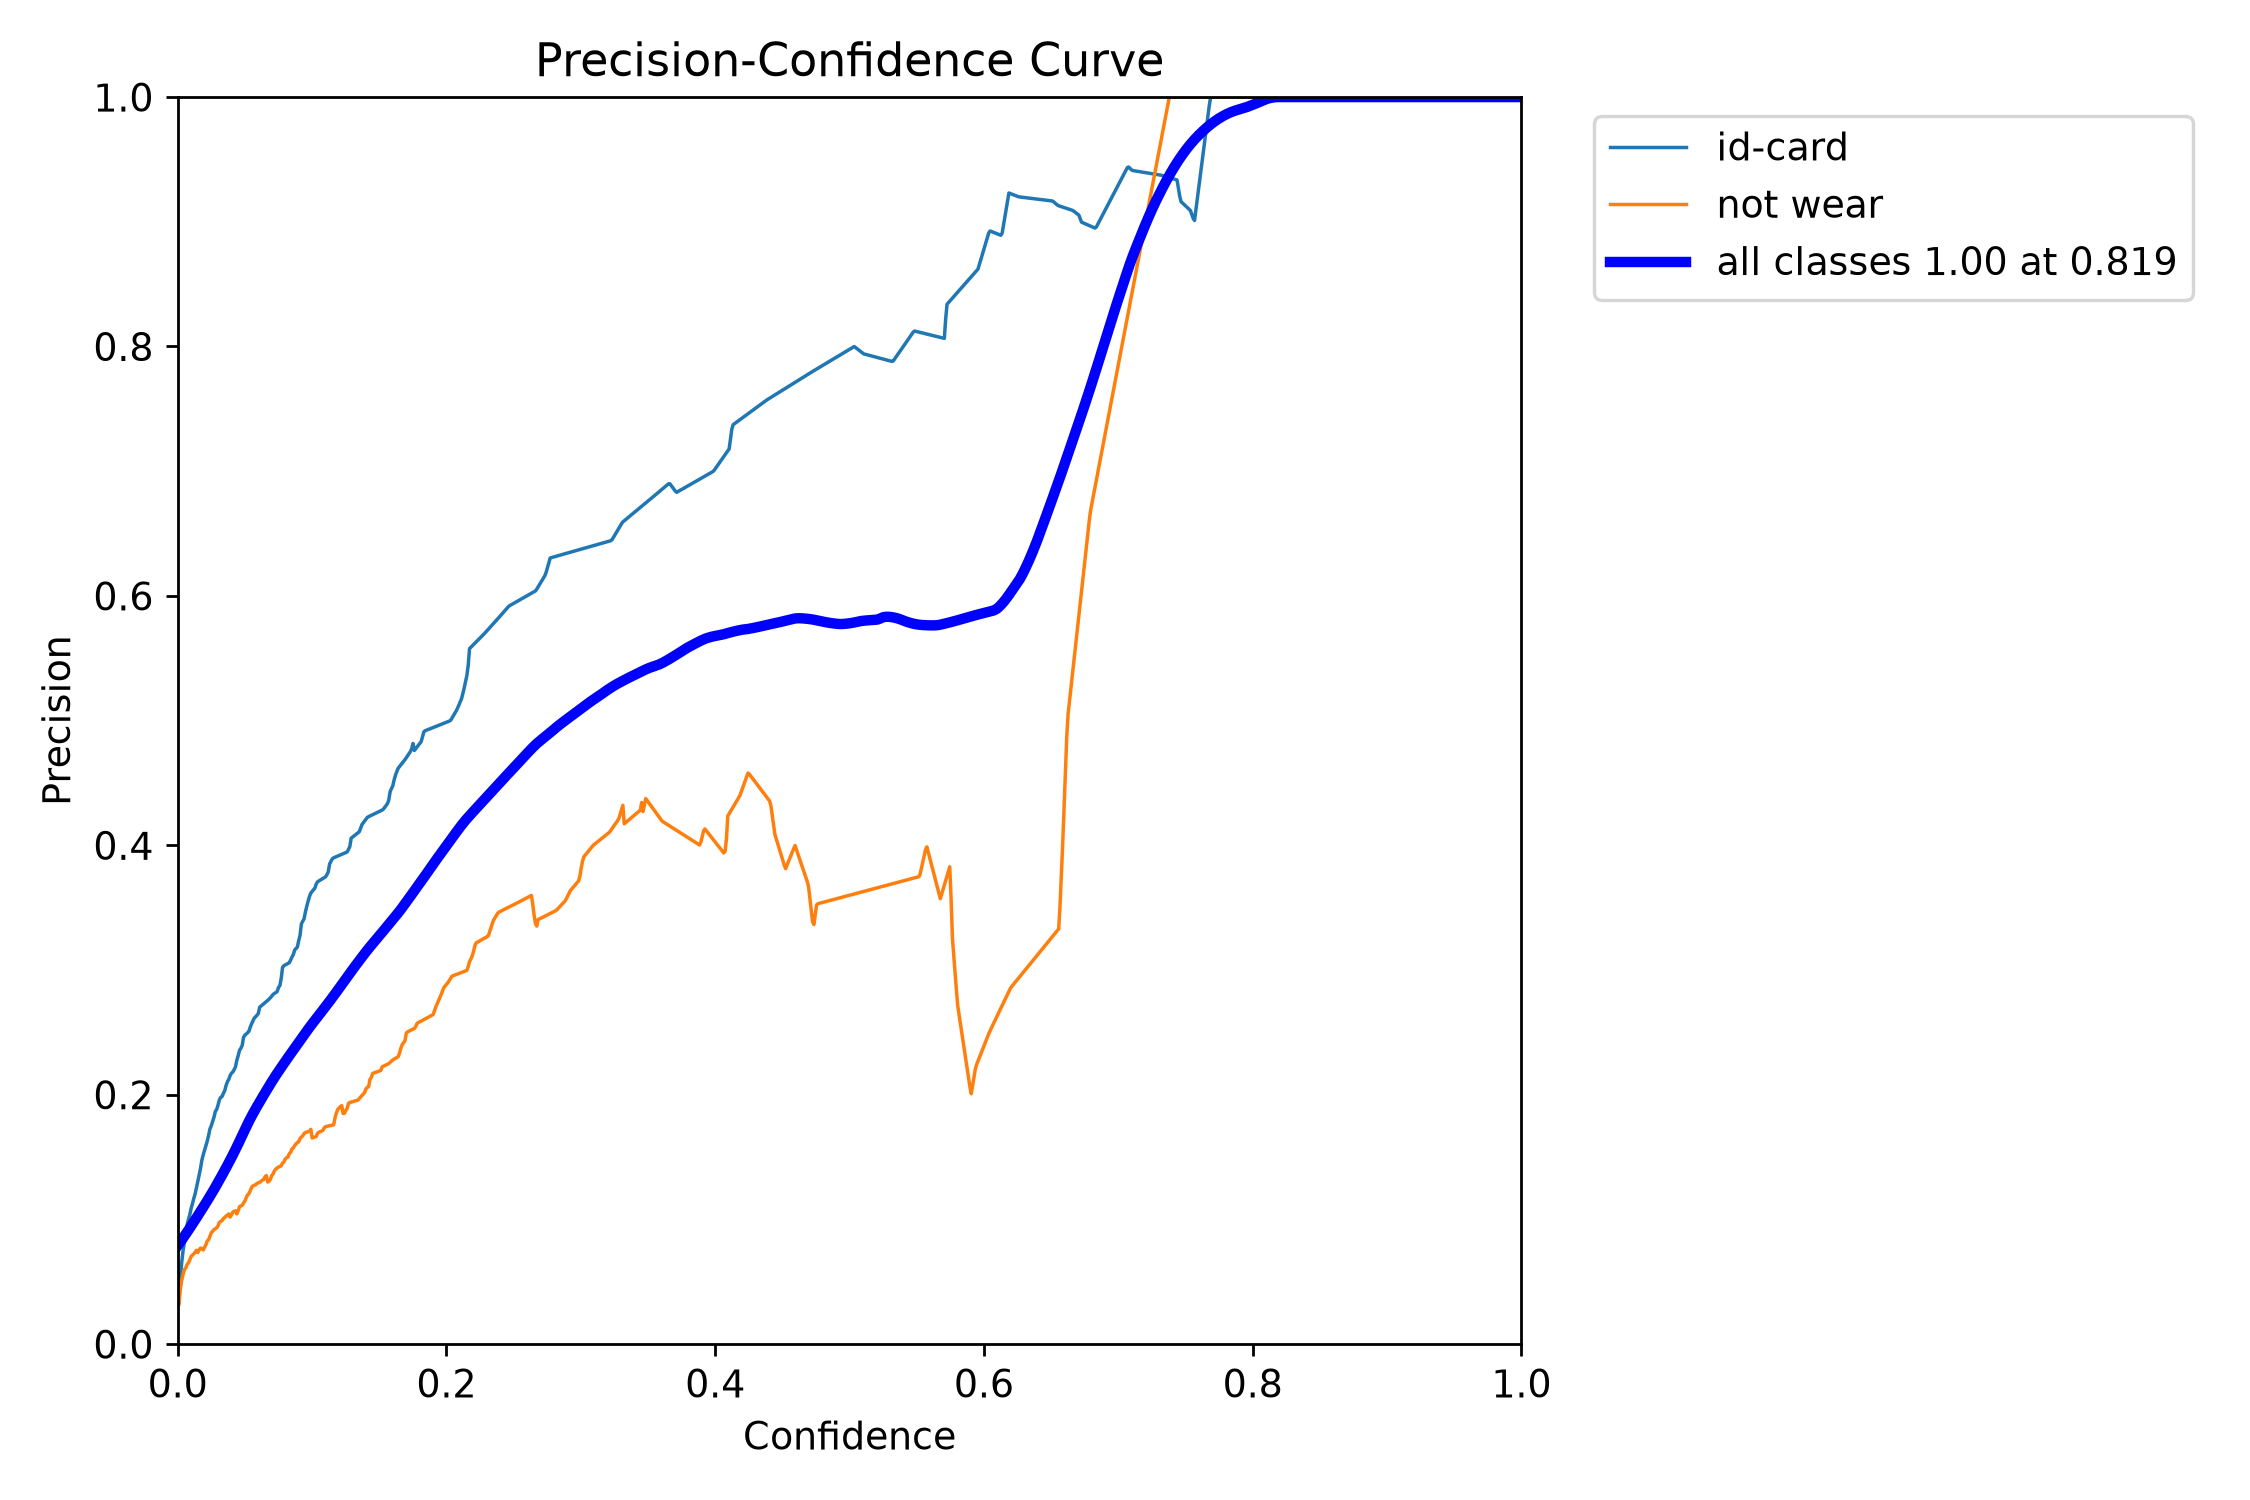 Precision-Confidence Curve
id-card
not wear
all classes 1.00 at 0.819
Precision
1.0
0.8
0.6
0.4
0.2
0.0
0.0 0.2 0.4 0.6 0.8 1.0
Confidence